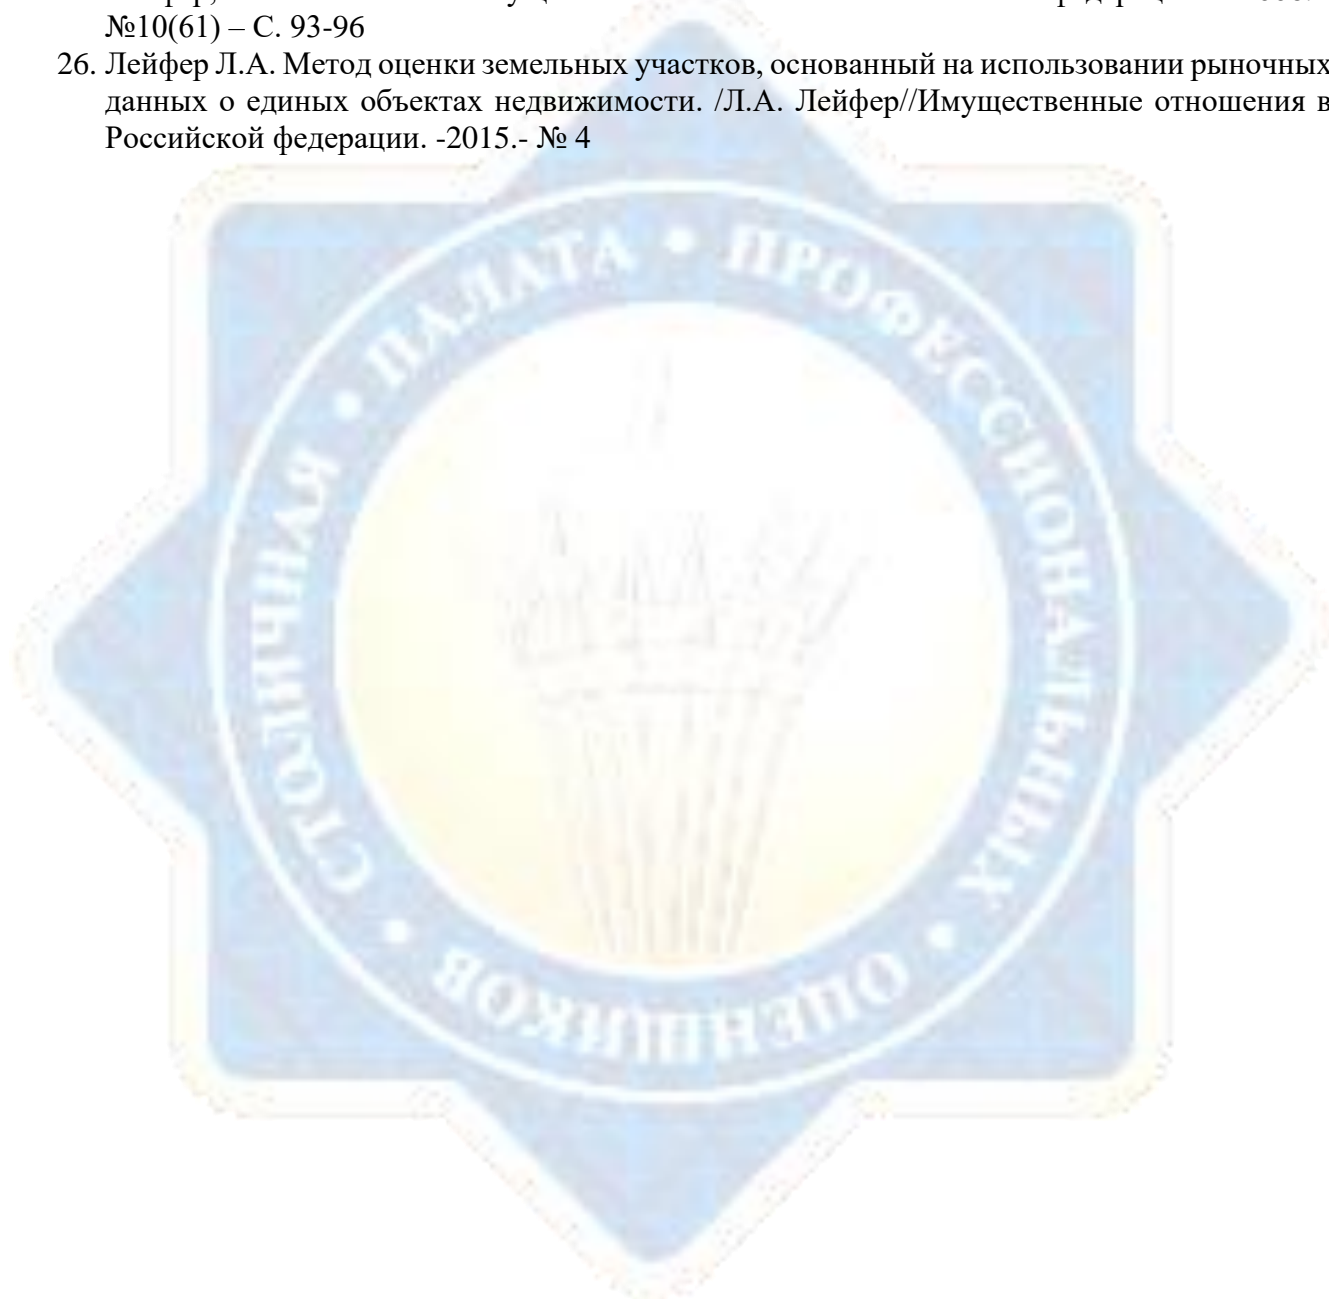 №10(61) – С. 93-96
26. Лейфер Л.А. Метод оценки земельных участков, основанный на использовании рыночных
данных о единых объектах недвижимости. /Л.А. Лейфер//Имущественные отношения в
Российской федерации. -2015.- № 4
СТОЛИЧНАЯ • ПАЛАТА • ПРОФЕССИОНАЛЬНЫХ • ОЦЕНЩИКОВ •